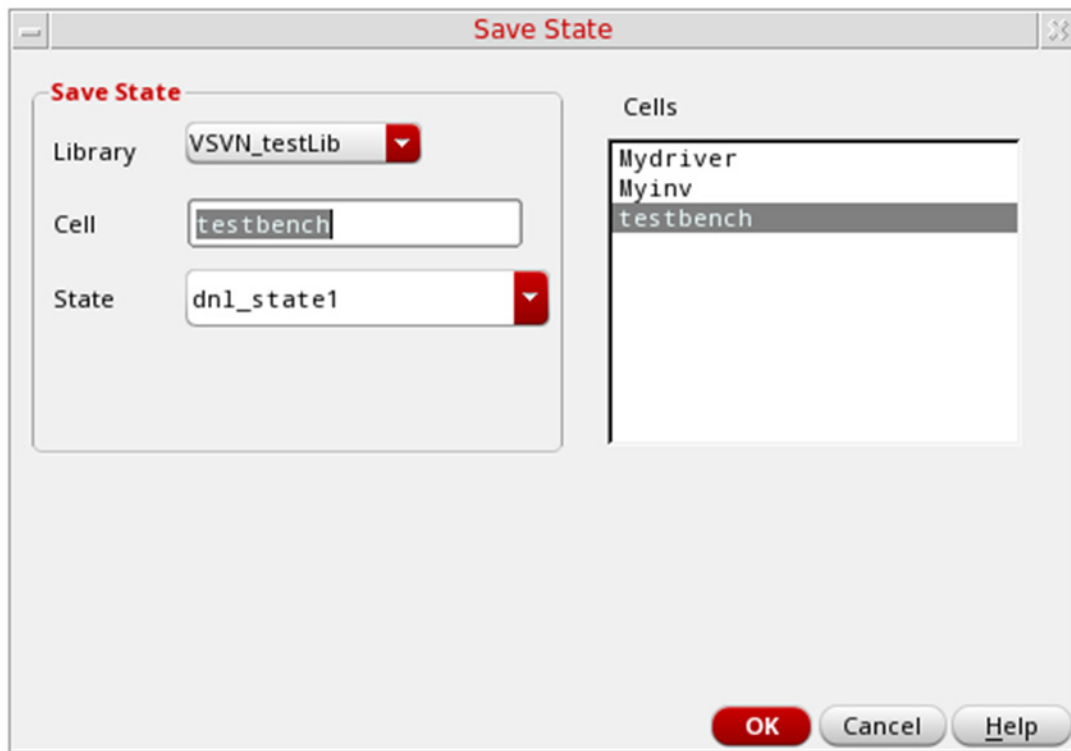 Save State
Save State
Library
VSVN_testLib
Cell
testbench
State
dnl_state1
Cells
Mydriver
Myinv
testbench
OK
Cancel
Help